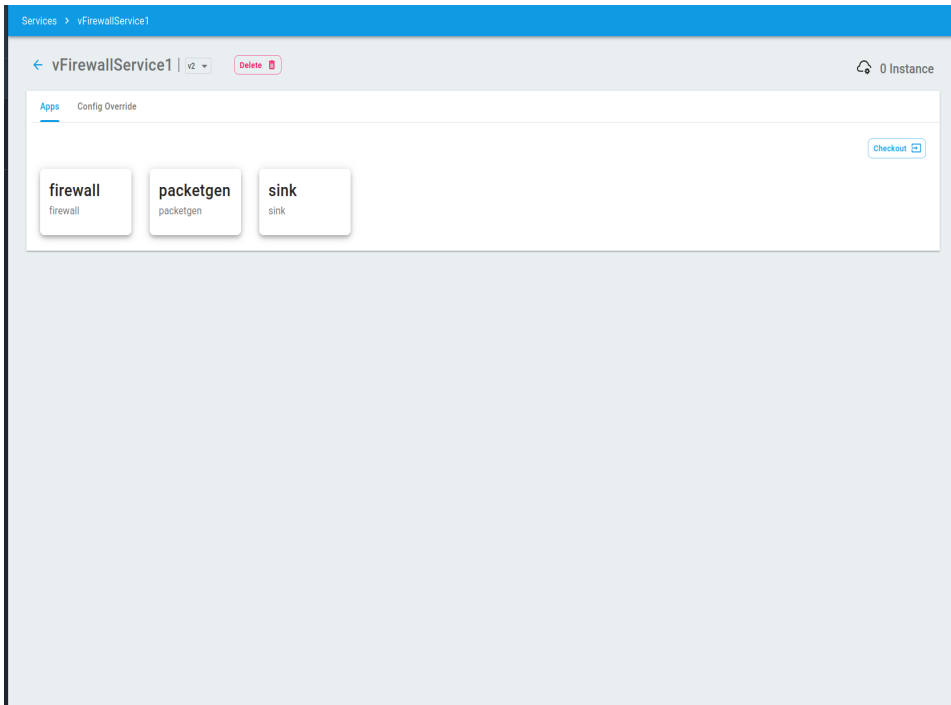 Services > vFirewallService1
vFirewallService1 | v2 Delete
0 Instance
Apps Config Override
Checkout
firewall packetgen sink
firewall packetgen sink